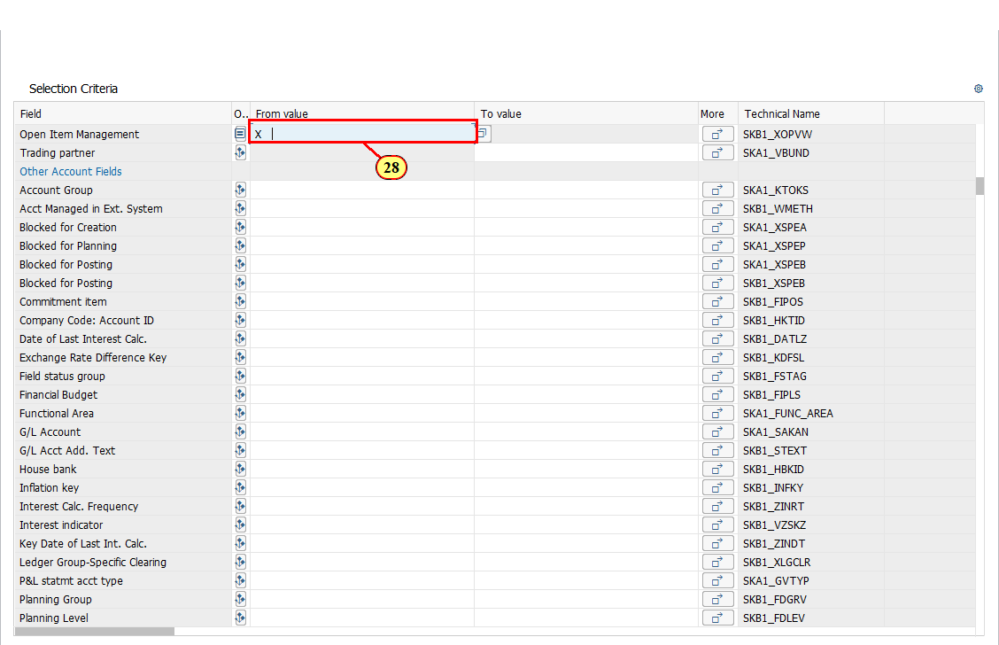 Selection Criteria
Field O.. From value To value More Technical Name
Open Item Management X SKB1_XOPVW
Trading partner SKA1_VBUND
28
Other Account Fields
Account Group SKA1_KTOKS
Acct Managed in Ext. System SKB1_WMETH
Blocked for Creation SKA1_XSPEA
Blocked for Planning SKA1_XSPEP
Blocked for Posting SKA1_XSPEB
Blocked for Posting SKB1_XSPEB
Commitment item SKB1_FIPOS
Company Code: Account ID SKB1_HKTID
Date of Last Interest Calc. SKB1_DATLZ
Exchange Rate Difference Key SKB1_KDFSL
Field status group SKB1_FSTAG
Financial Budget SKB1_FIPLS
Functional Area SKA1_FUNC_AREA
G/L Account SKA1_SAKAN
G/L Acct Add. Text SKB1_STEXT
House bank SKB1_HBKID
Inflation key SKB1_INFKY
Interest Calc. Frequency SKB1_ZINRT
Interest indicator SKB1_VZSKZ
Key Date of Last Int. Calc. SKB1_ZINDT
Ledger Group-Specific Clearing SKB1_XLGCLR
P&L statmt acct type SKA1_GVTYP
Planning Group SKB1_FDGRV
Planning Level SKB1_FDLEV